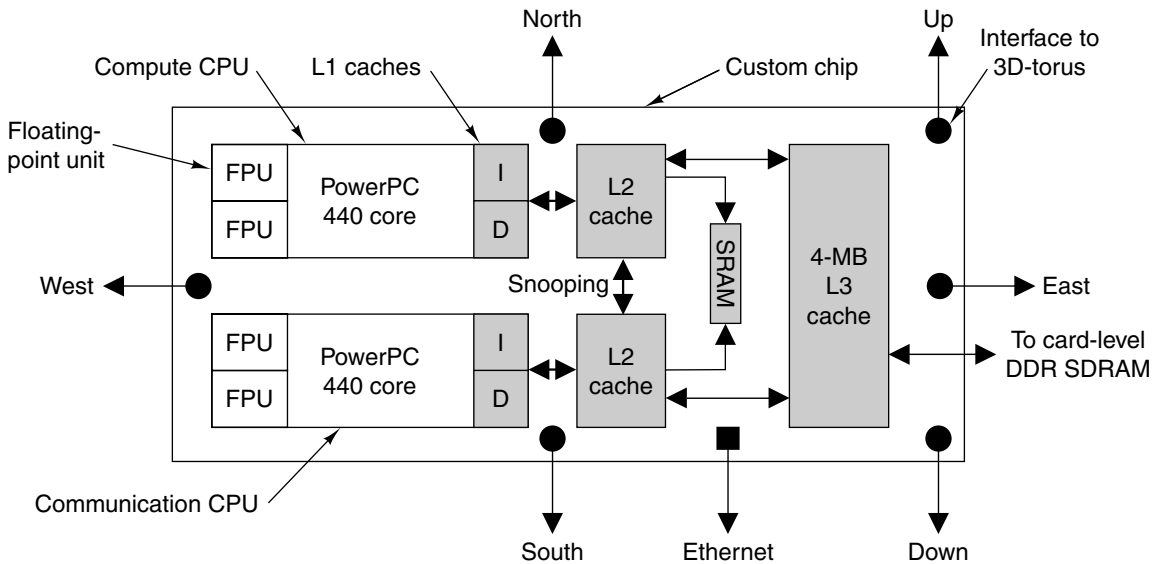 North
Up
Compute CPU
L1 caches
Custom chip
Interface to
3D-torus
Floating-
point unit
FPU
FPU
PowerPC
440 core
I
D
L2
cache
SRAM
4-MB
L3
cache
West
Snooping
East
FPU
FPU
PowerPC
440 core
I
D
L2
cache
To card-level
DDR SDRAM
Communication CPU
South
Ethernet
Down